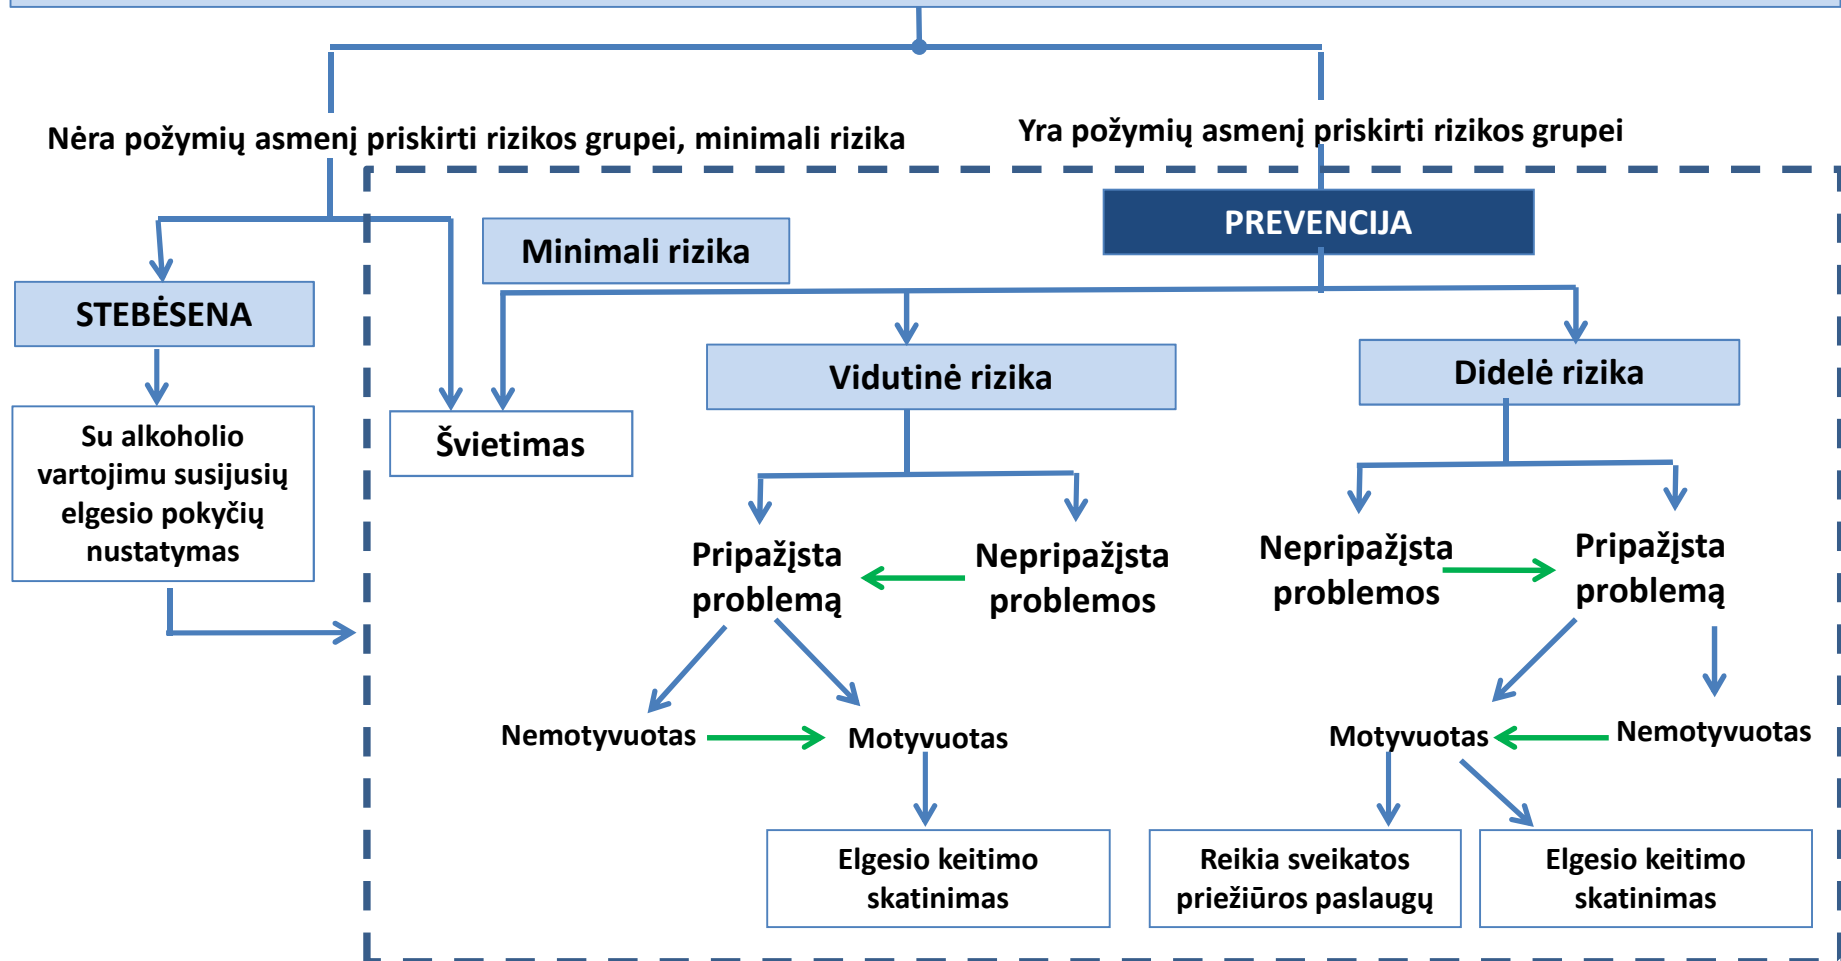 Nėra požymių asmenį priskirti rizikos grupei, minimali rizika
Yra požymių asmenį priskirti rizikos grupei
PREVENCIJA
Minimali rizika
STEBĖSENA
Vidutinė rizika
Didelė rizika
Su alkoholio
vartojimu susijusių
elgesio pokyčių
nustatymas
Švietimas
Pripažįsta
problemą
Nepripažįsta
problemos
Nepripažįsta
problemos
Pripažįsta
problemą
Nemotyvuotas
Motyvuotas
Motyvuotas
Nemotyvuotas
Elgesio keitimo
skatinimas
Reikia sveikatos
priežiūros paslaugų
Elgesio keitimo
skatinimas